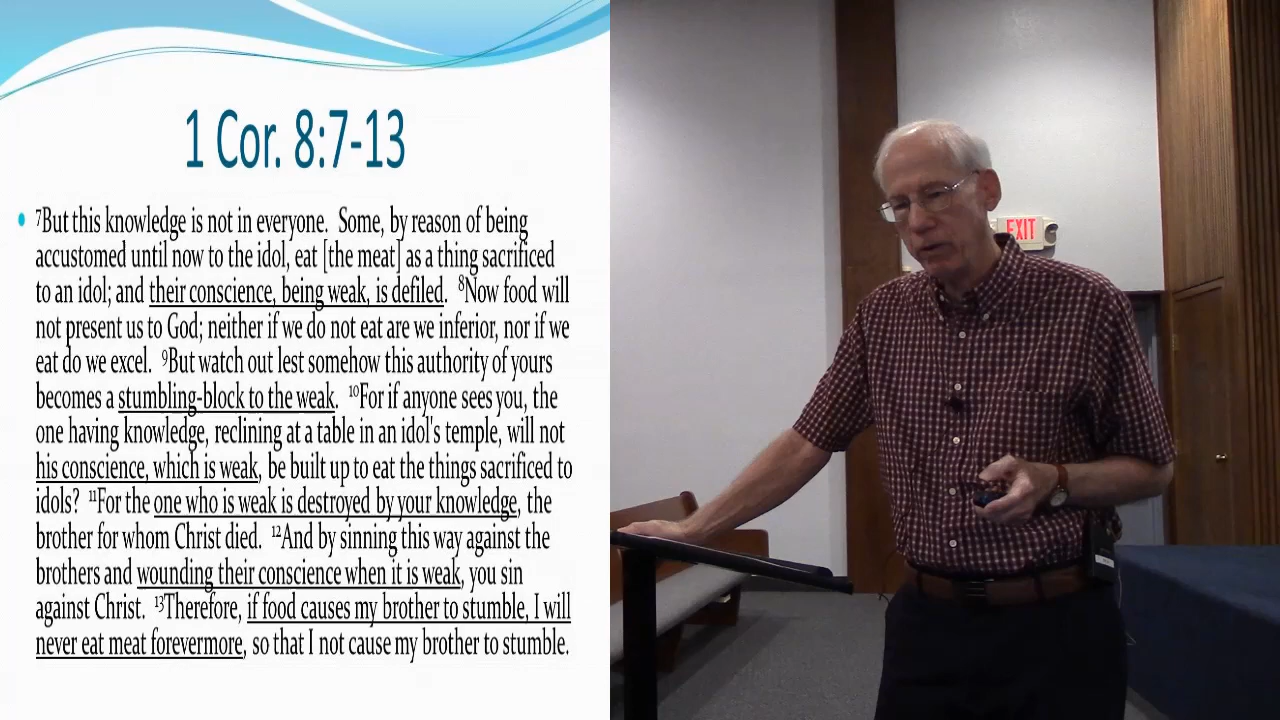 1 Cor. 8:7-13
• ⁷But this knowledge is not in everyone. Some, by reason of being
accustomed until now to the idol, eat [the meat] as a thing sacrificed
to an idol; and their conscience, being weak, is defiled. ⁸Now food will
not present us to God; neither if we do not eat are we inferior, nor if we
eat do we excel. ⁹But watch out lest somehow this authority of yours
becomes a stumbling-block to the weak. ¹⁰For if anyone sees you, the
one having knowledge, reclining at a table in an idol's temple, will not
his conscience, which is weak, be built up to eat the things sacrificed to
idols? ¹¹For the one who is weak is destroyed by your knowledge, the
brother for whom Christ died. ¹²And by sinning this way against the
brothers and wounding their conscience when it is weak, you sin
against Christ. ¹³Therefore, if food causes my brother to stumble, I will
never eat meat forevermore, so that I not cause my brother to stumble.
EXIT